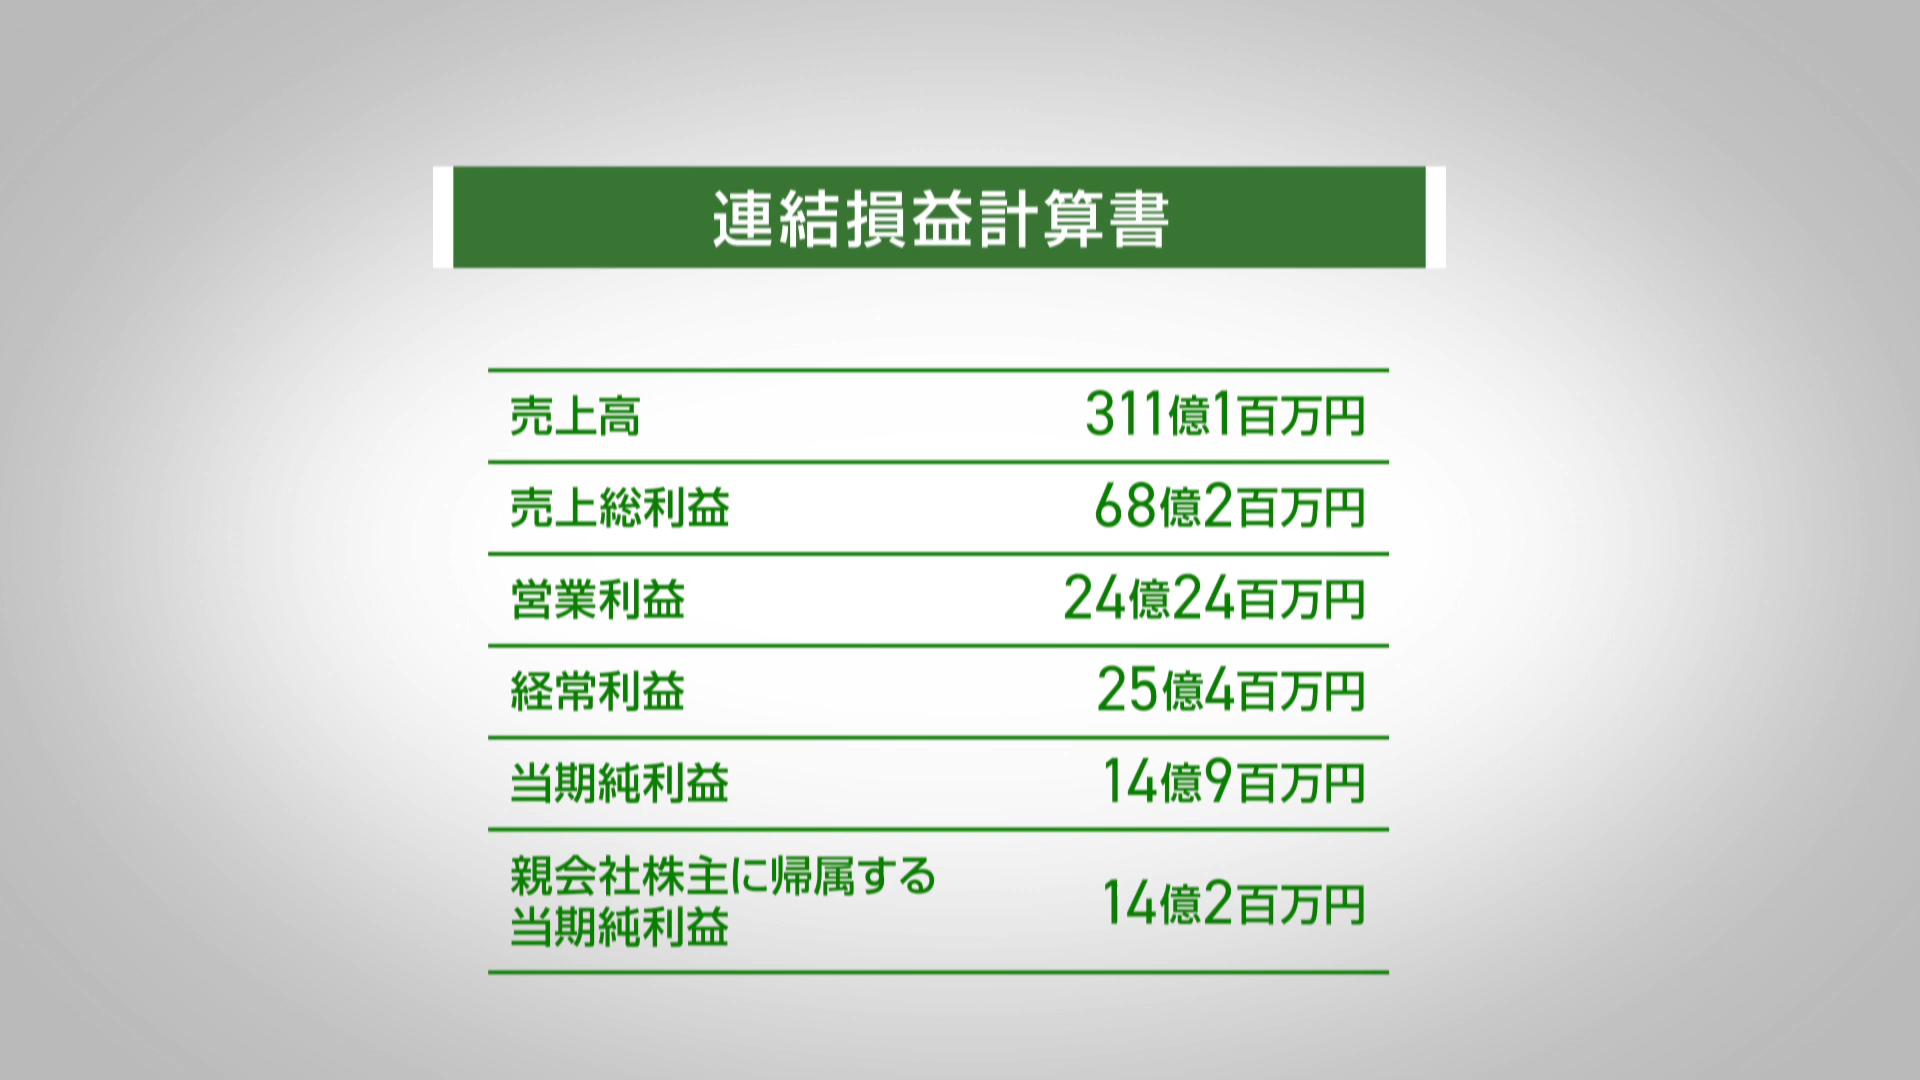 連結損益計算書
売上高 311億1百万円
売上総利益 68億2百万円
営業利益 24億24百万円
経常利益 25億4百万円
当期純利益 14億9百万円
親会社株主に帰属する
当期純利益 14億2百万円